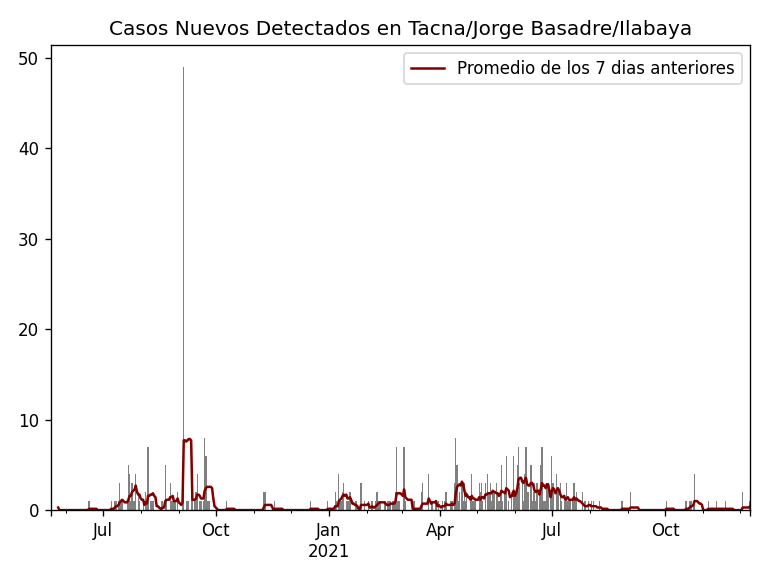 Casos Nuevos Detectados en Tacna/Jorge Basadre/Ilabaya
Promedio de los 7 dias anteriores
50
40
30
20
10
0
Jul Oct Jan Apr Jul Oct
2021